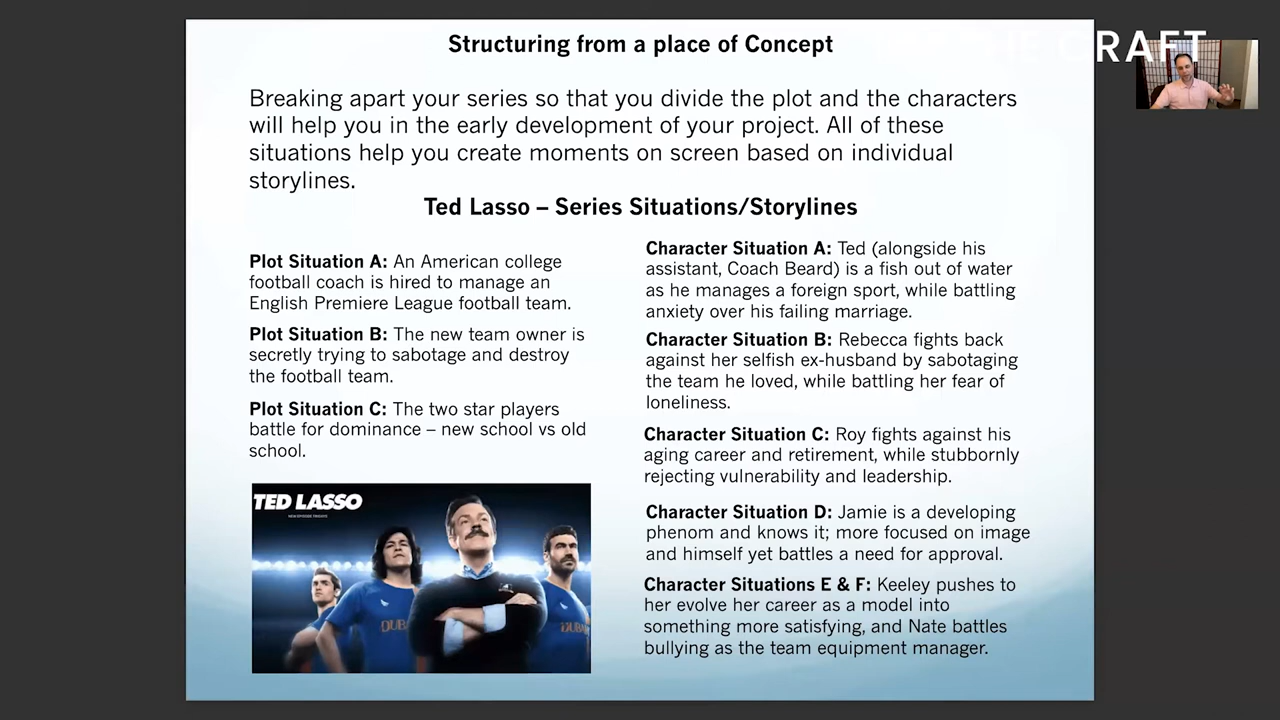 Structuring from a place of Concept
Breaking apart your series so that you divide the plot and the characters
will help you in the early development of your project. All of these
situations help you create moments on screen based on individual
storylines.
Ted Lasso – Series Situations/Storylines
Plot Situation A: An American college
football coach is hired to manage an
English Premiere League football team.
Plot Situation B: The new team owner is
secretly trying to sabotage and destroy
the football team.
Plot Situation C: The two star players
battle for dominance – new school vs old
school.
TED LASSO
DUBA
DUBA
Character Situation A: Ted (alongside his
assistant, Coach Beard) is a fish out of water
as he manages a foreign sport, while battling
anxiety over his failing marriage.
Character Situation B: Rebecca fights back
against her selfish ex-husband by sabotaging
the team he loved, while battling her fear of
loneliness.
Character Situation C: Roy fights against his
aging career and retirement, while stubbornly
rejecting vulnerability and leadership.
Character Situation D: Jamie is a developing
phenom and knows it; more focused on image
and himself yet battles a need for approval.
Character Situations E & F: Keeley pushes to
her evolve her career as a model into
something more satisfying, and Nate battles
bullying as the team equipment manager.